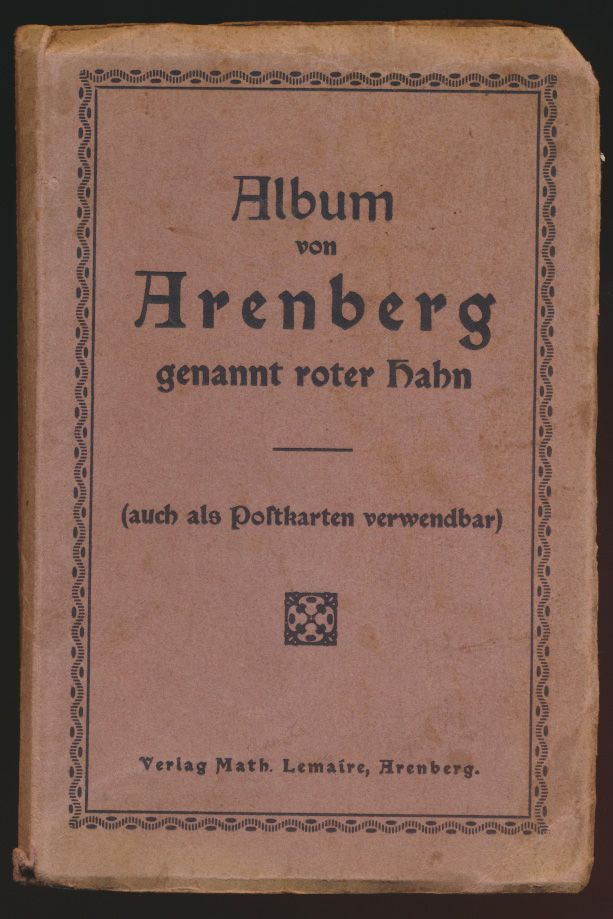 Album
von
Arenberg
genannt roter Hahn
(auch als Poſtkarten verwendbar)
Verlag Math. Lemaire, Arenberg.